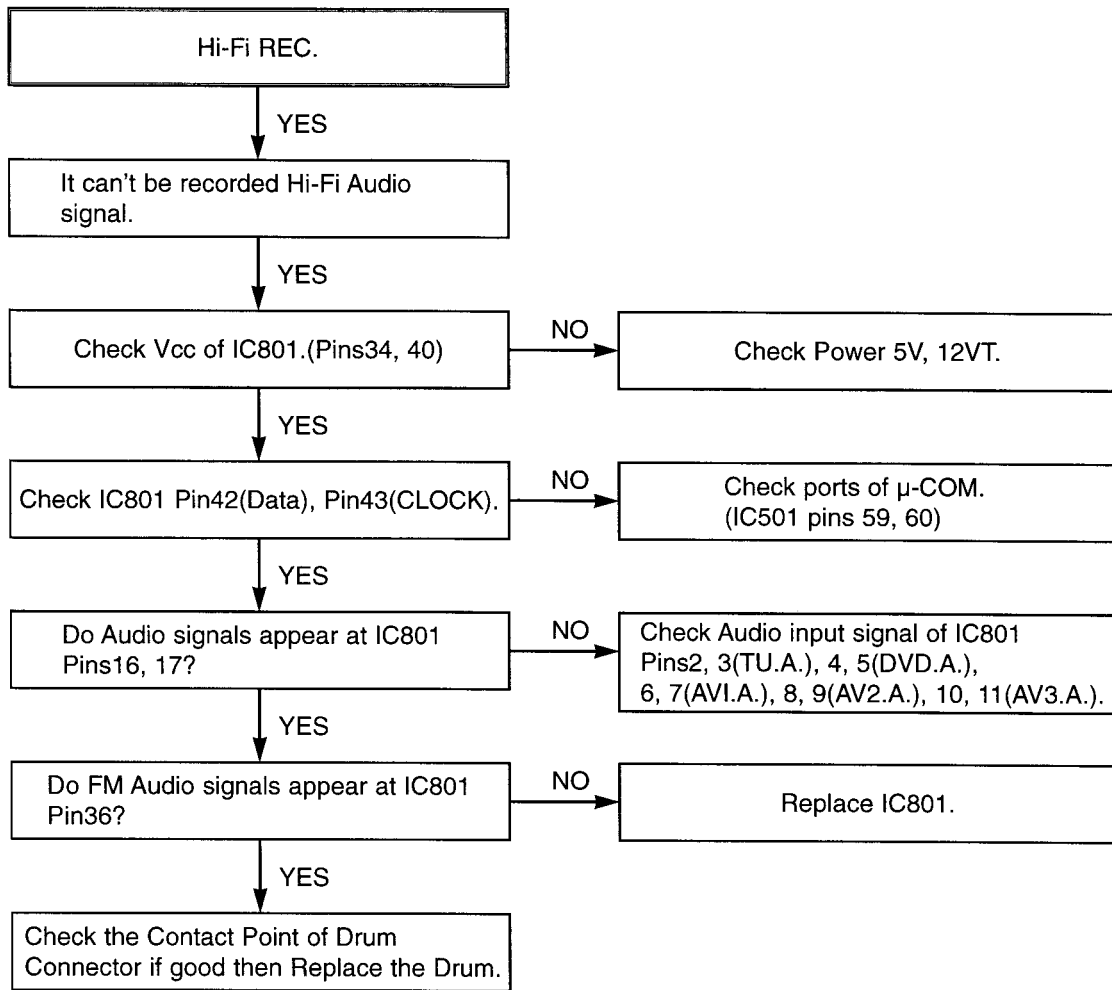 Hi-Fi REC.
YES
It can't be recorded Hi-Fi Audio
signal.
YES
Check Vcc of IC801.(Pins34, 40)
NO
Check Power 5V, 12VT.
YES
Check IC801 Pin42(Data), Pin43(CLOCK).
NO
Check ports of µ-COM.
(IC501 pins 59, 60)
YES
Do Audio signals appear at IC801
Pins16, 17?
NO
Check Audio input signal of IC801
Pins2, 3(TU.A.), 4, 5(DVD.A.),
6, 7(AVI.A.), 8, 9(AV2.A.), 10, 11(AV3.A.).
YES
Do FM Audio signals appear at IC801
Pin36?
NO
Replace IC801.
YES
Check the Contact Point of Drum
Connector if good then Replace the Drum.